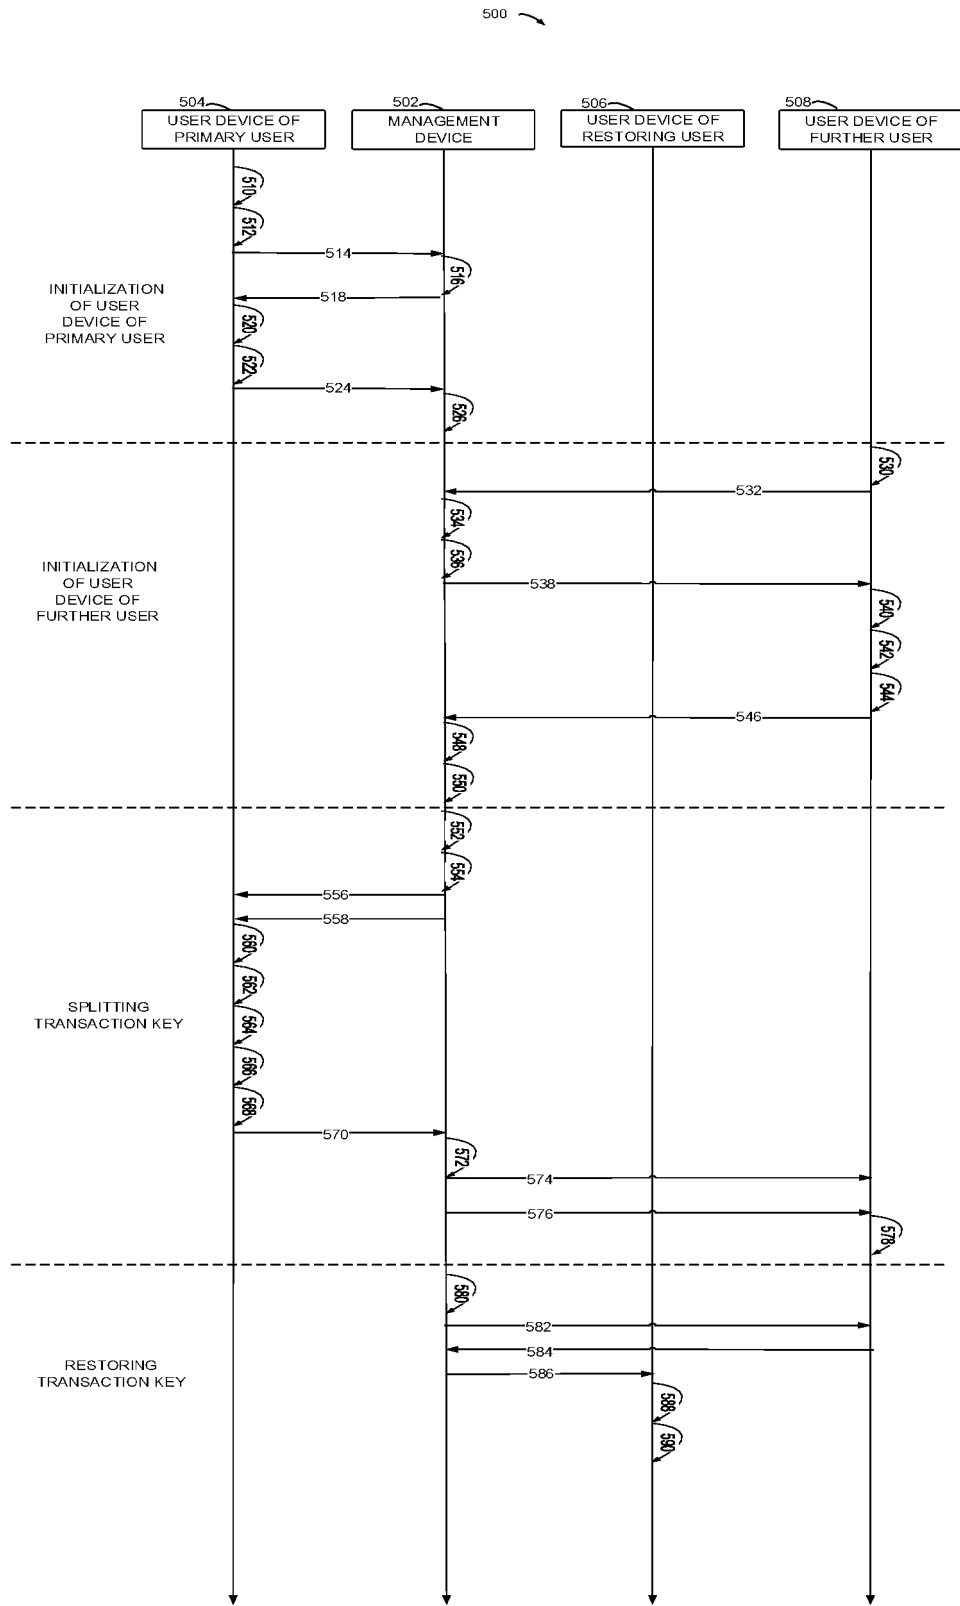 500
504
502
506
508
USER DEVICE OF
PRIMARY USER
MANAGEMENT
DEVICE
USER DEVICE OF
RESTORING USER
USER DEVICE OF
FURTHER USER
510
512
514
516
518
INITIALIZATION
OF USER
DEVICE OF
PRIMARY USER
520
522
524
526
530
532
534
536
538
INITIALIZATION
OF USER
DEVICE OF
FURTHER USER
540
542
544
546
548
550
552
554
556
558
560
562
SPLITTING
TRANSACTION KEY
564
566
568
570
572
574
576
578
580
582
584
RESTORING
TRANSACTION KEY
586
588
590